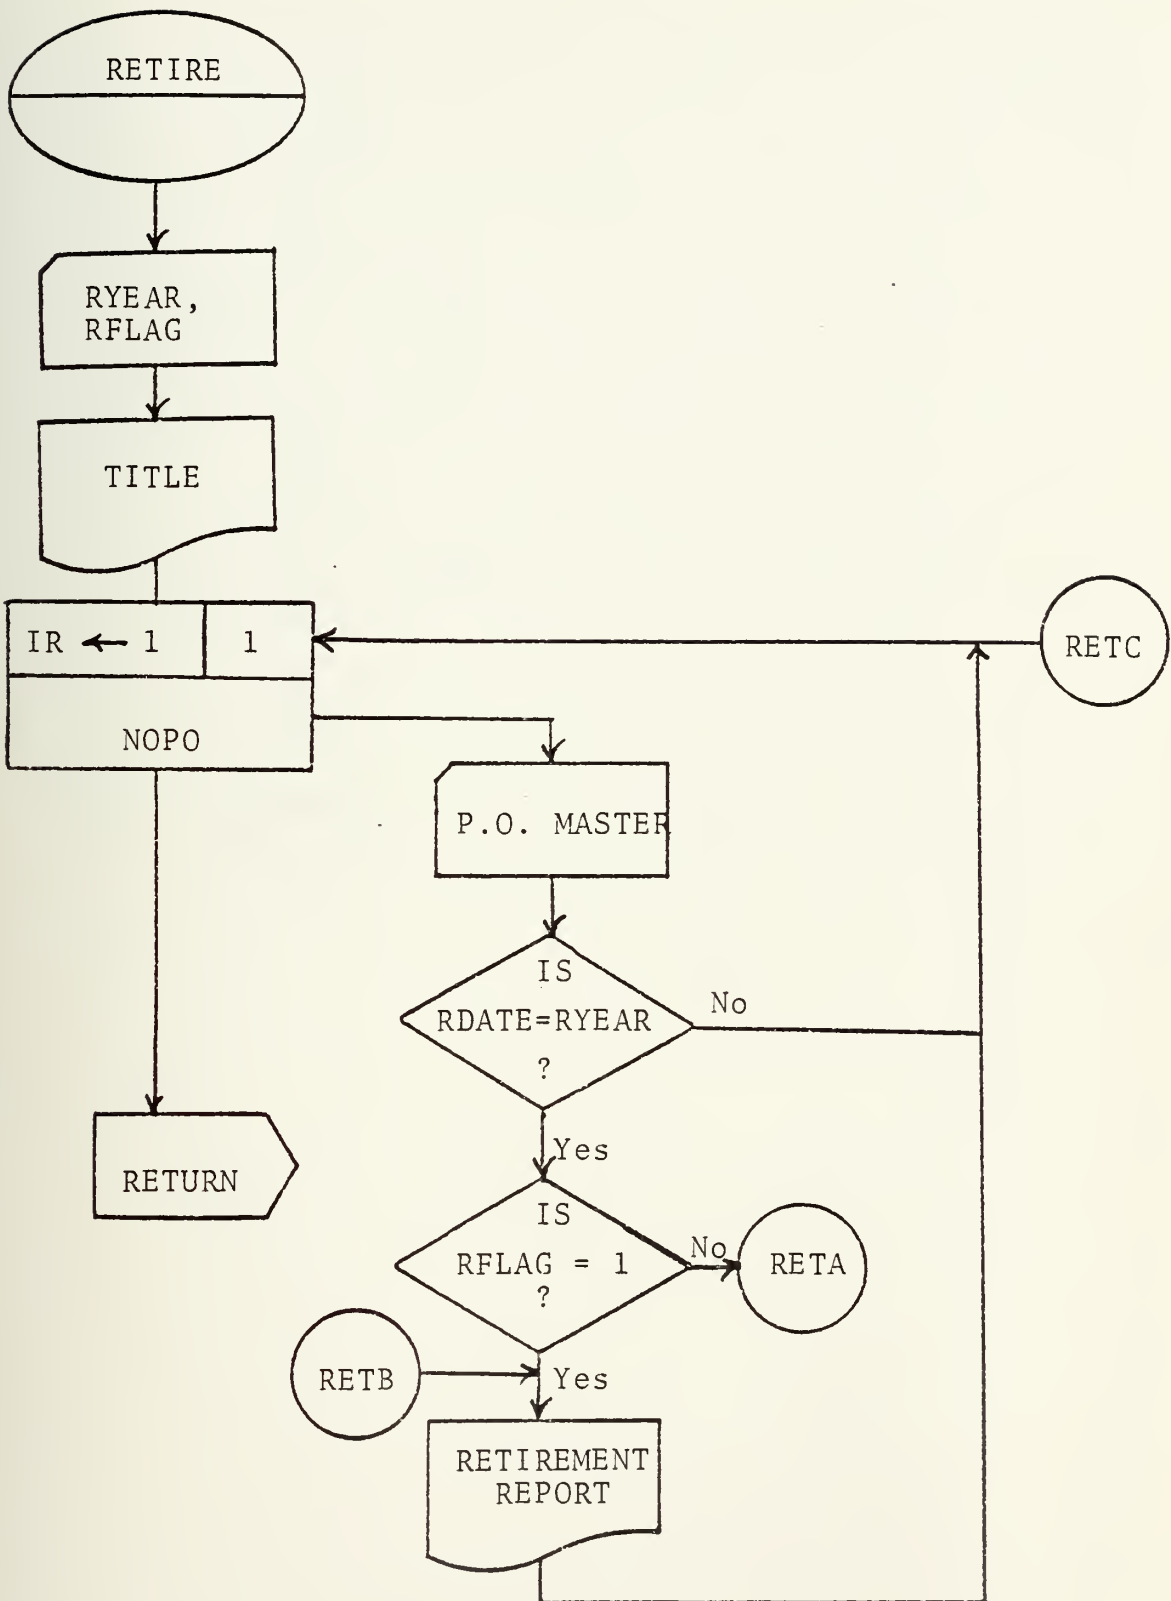 RETIRE
RYEAR,
RFLAG
TITLE
IR ← 1
1
NOPO
RETC
P.O. MASTER
IS
RDATE=RYEAR
?
No
Yes
RETURN
IS
RFLAG = 1
?
No
RETA
RETB
Yes
RETIREMENT
REPORT